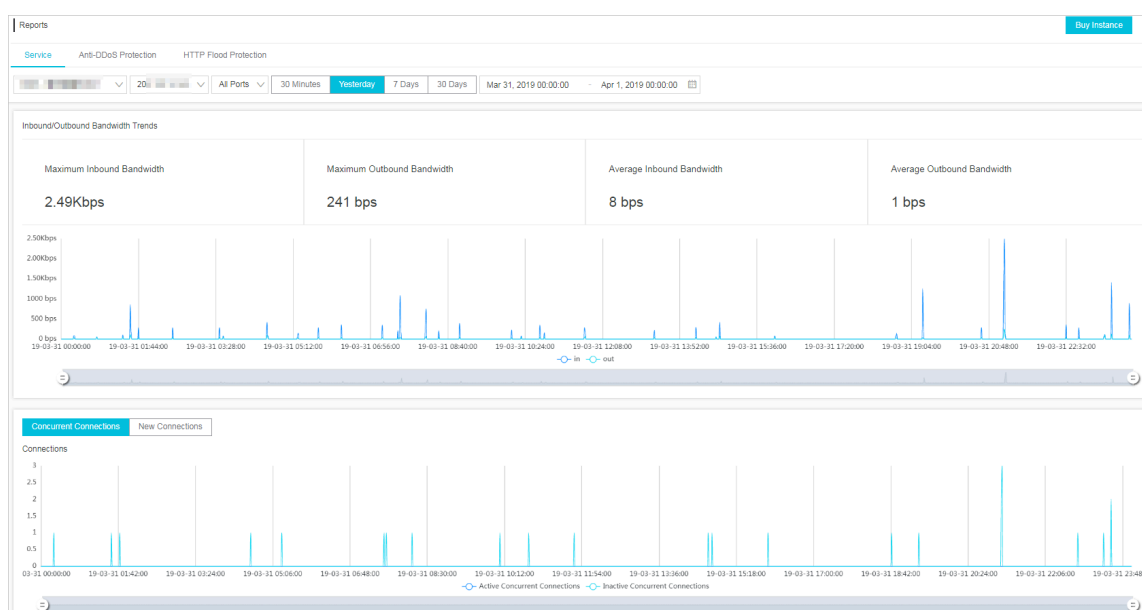 Reports
Buy Instance
Service Anti-DDoS Protection HTTP Flood Protection
All Ports 30 Minutes Yesterday 7 Days 30 Days Mar 31, 2019 00:00:00 - Apr 1, 2019 00:00:00
Inbound/Outbound Bandwidth Trends
Maximum Inbound Bandwidth Maximum Outbound Bandwidth Average Inbound Bandwidth Average Outbound Bandwidth
2.49Kbps 241 bps 8 bps 1 bps
2.50Kbps
2.00Kbps
1.50Kbps
1000 bps
500 bps
0 bps
19-03-31 00:00:00 19-03-31 01:44:00 19-03-31 03:28:00 19-03-31 05:12:00 19-03-31 06:56:00 19-03-31 08:40:00 19-03-31 10:24:00 19-03-31 12:08:00 19-03-31 13:52:00 19-03-31 15:36:00 19-03-31 17:20:00 19-03-31 19:04:00 19-03-31 20:48:00 19-03-31 22:32:00
in out
Concurrent Connections New Connections
Connections
3
2.5
2
1.5
1
0.5
0
03-31 00:00:00 19-03-31 01:42:00 19-03-31 03:24:00 19-03-31 05:06:00 19-03-31 06:48:00 19-03-31 08:30:00 19-03-31 10:12:00 19-03-31 11:54:00 19-03-31 13:36:00 19-03-31 15:18:00 19-03-31 17:00:00 19-03-31 18:42:00 19-03-31 20:24:00 19-03-31 22:06:00 19-03-31 23:48
Active Concurrent Connections Inactive Concurrent Connections